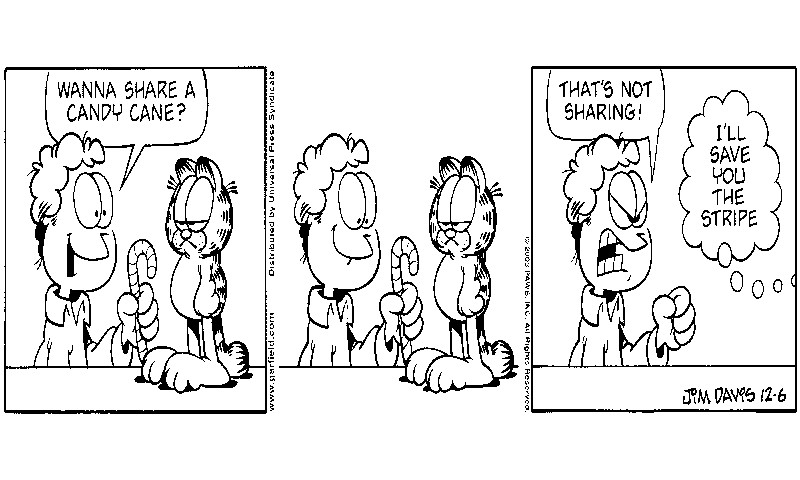 WANNA SHARE A
CANDY CANE?
www.garfield.com
Distributed by Universal Press Syndicate
© 2003 PAWS, INC. All Rights Reserved.
THAT'S NOT
SHARING!
I'LL
SAVE
YOU
THE
STRIPE
JIM DAVIS 12-6